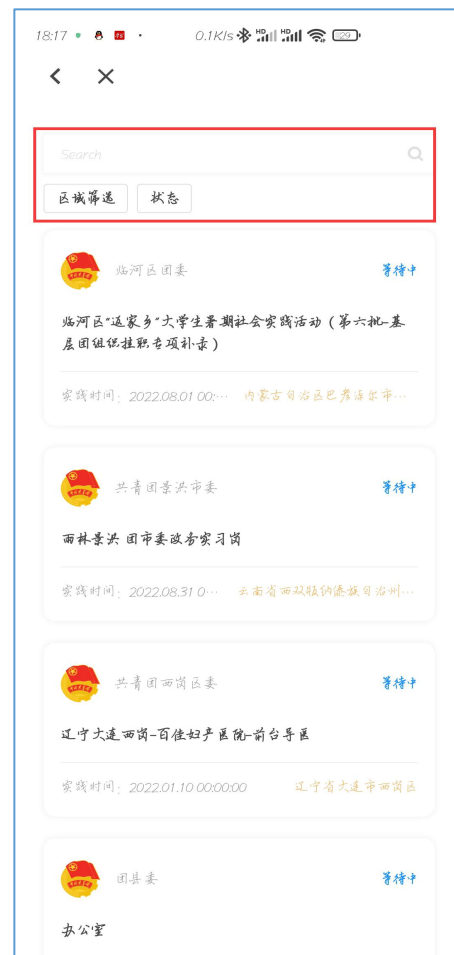 18:17 0.1K/s HD HD 29
Search
区域筛选 状态
临河区团委 等待中
临河区“返家乡”大学生暑期社会实践活动（第六批-基
层团组织挂职专项补录）
实践时间：2022.08.01 00:··· 内蒙古自治区巴彦淖尔市···
共青团景洪市委 等待中
雨林景洪 团市委政务实习岗
实践时间：2022.08.31 0··· 云南省西双版纳傣族自治州···
共青团西岗区委 等待中
辽宁大连西岗-百佳妇产医院-前台导医
实践时间：2022.01.10 00:00:00 辽宁省大连市西岗区
团县委 等待中
办公室